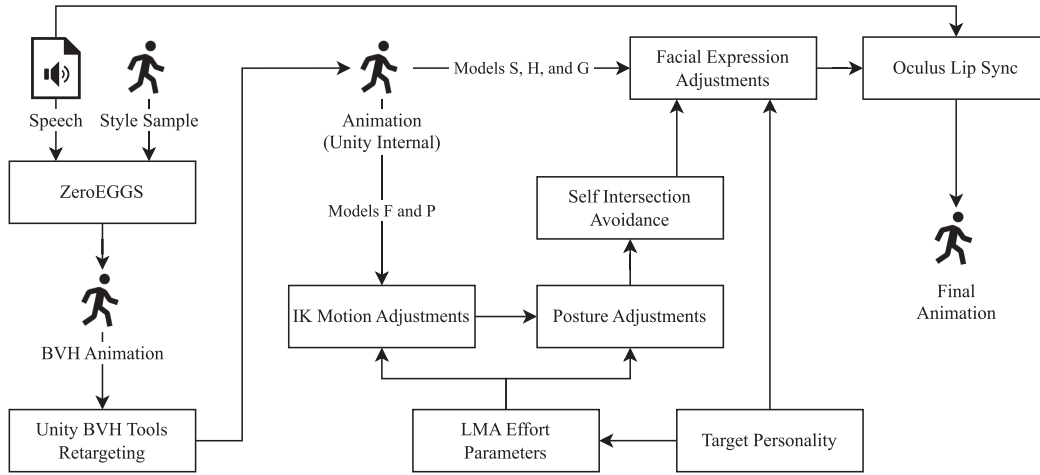 Speech
Style Sample
ZeroEGGS
BVH Animation
Unity BVH Tools
Retargeting
Animation
(Unity Internal)
Models S, H, and G
Models F and P
IK Motion Adjustments
Posture Adjustments
Self Intersection
Avoidance
Facial Expression
Adjustments
Oculus Lip Sync
Final
Animation
LMA Effort
Parameters
Target Personality